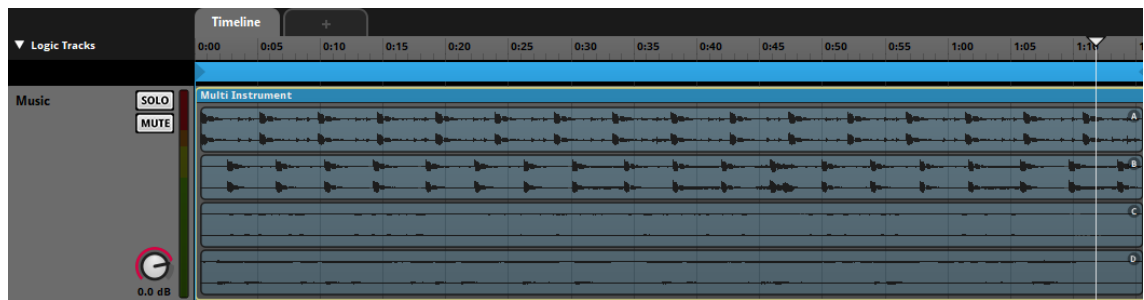 Timeline +
▼ Logic Tracks 0:00 0:05 0:10 0:15 0:20 0:25 0:30 0:35 0:40 0:45 0:50 0:55 1:00 1:05
Music SOLO Multi Instrument
MUTE A
B
C
D
0.0 dB